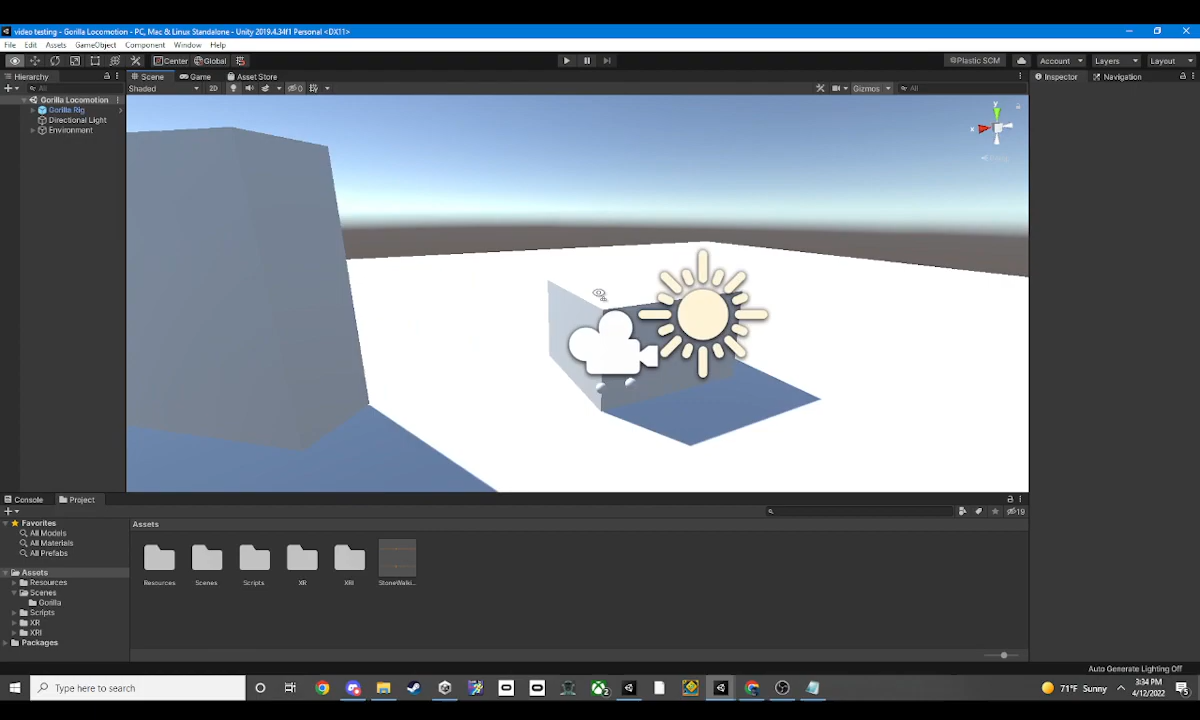 video testing - Gorilla Locomotion - PC, Mac & Linux Standalone - Unity 2019.4.34f1 Personal <DX11>
File Edit Assets GameObject Component Window Help
Center Global Plastic SCM Account Layers Layout
Hierarchy Scene Game Asset Store Inspector Navigation
All Shaded 2D 0 Gizmos All
Gorilla Locomotion
Gorilla Rig
Directional Light
Environment
y
x
Console Project
19
Favorites
All Models
All Materials
All Prefabs
Assets
Resources
Scenes
Gorilla
Scripts
XR
XRI
Packages
Assets
Resources Scenes Scripts XR XRI StoneWalki...
Auto Generate Lighting Off
Type here to search
2
71°F Sunny
3:34 PM
4/12/2022
5